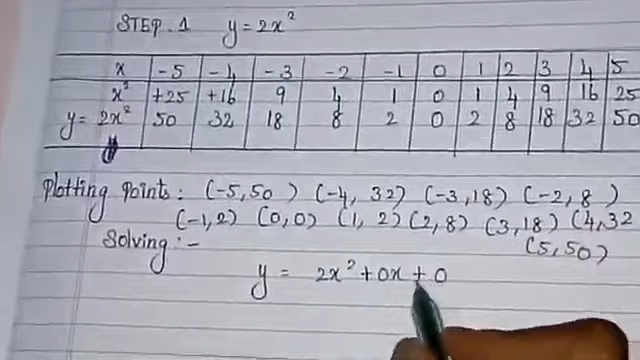 STEP. 1 y = 2x²
x -5 -4 -3 -2 -1 0 1 2 3 4 5
x² +25 +16 9 4 1 0 1 4 9 16 25
y = 2x² 50 32 18 8 2 0 2 8 18 32 50
Plotting Points: (-5,50) (-4, 32) (-3,18) (-2,8)
(-1,2) (0,0) (1, 2) (2,8) (3,18) (4,32
(5,50)
Solving :-
y = 2x² + 0x + 0